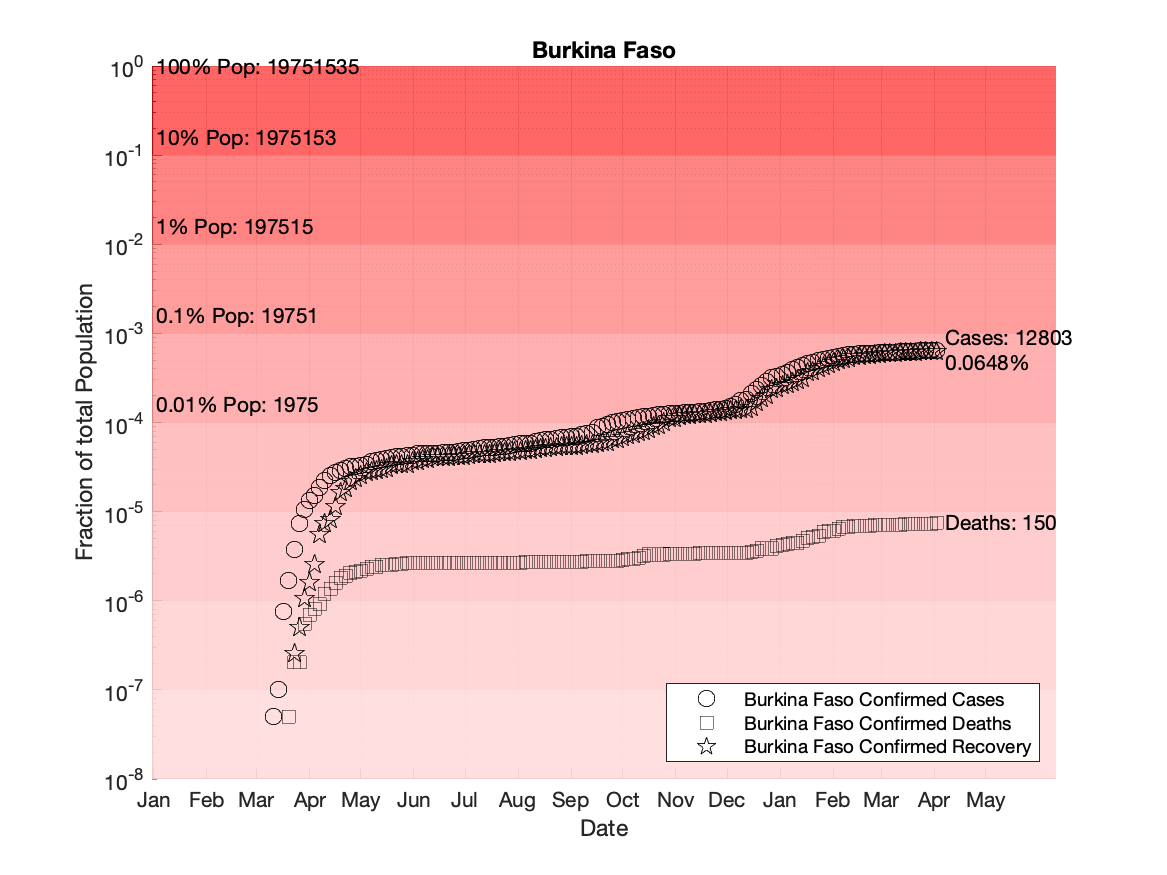 Burkina Faso
10^0
100% Pop: 19751535
10% Pop: 1975153
10^-1
1% Pop: 197515
10^-2
0.1% Pop: 19751
10^-3
Cases: 12803
0.0648%
0.01% Pop: 1975
10^-4
10^-5
Deaths: 150
10^-6
10^-7
10^-8
Fraction of total Population
Burkina Faso Confirmed Cases
Burkina Faso Confirmed Deaths
Burkina Faso Confirmed Recovery
Jan Feb Mar Apr May Jun Jul Aug Sep Oct Nov Dec Jan Feb Mar Apr May
Date